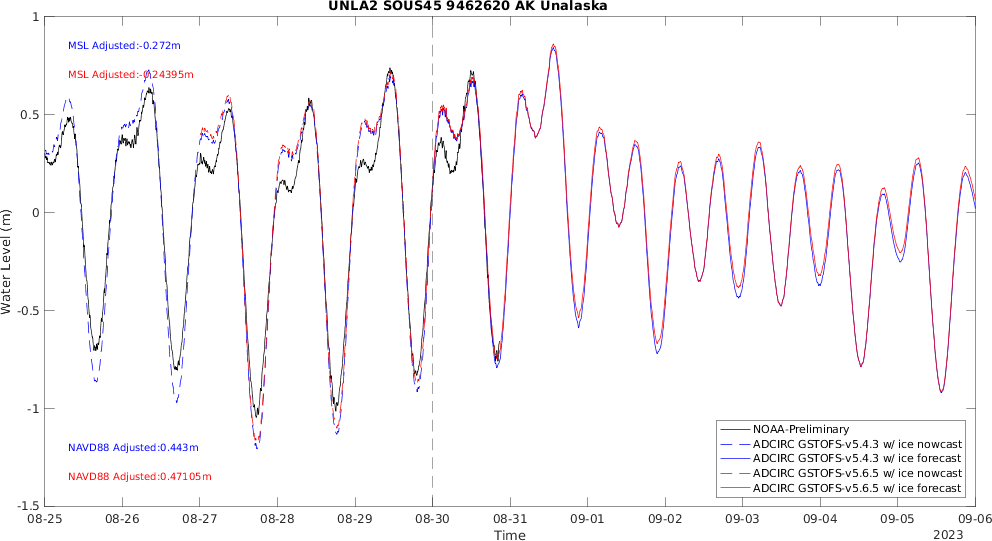 UNLA2 SOUS45 9462620 AK Unalaska
MSL Adjusted:-0.272m
MSL Adjusted:-0.24395m
1
0.5
0
-0.5
-1
-1.5
Water Level (m)
NAVD88 Adjusted:0.443m
NAVD88 Adjusted:0.47105m
NOAA-Preliminary
ADCIRC GSTOFS-v5.4.3 w/ ice nowcast
ADCIRC GSTOFS-v5.4.3 w/ ice forecast
ADCIRC GSTOFS-v5.6.5 w/ ice nowcast
ADCIRC GSTOFS-v5.6.5 w/ ice forecast
08-25 08-26 08-27 08-28 08-29 08-30 08-31 09-01 09-02 09-03 09-04 09-05 09-06
Time
2023